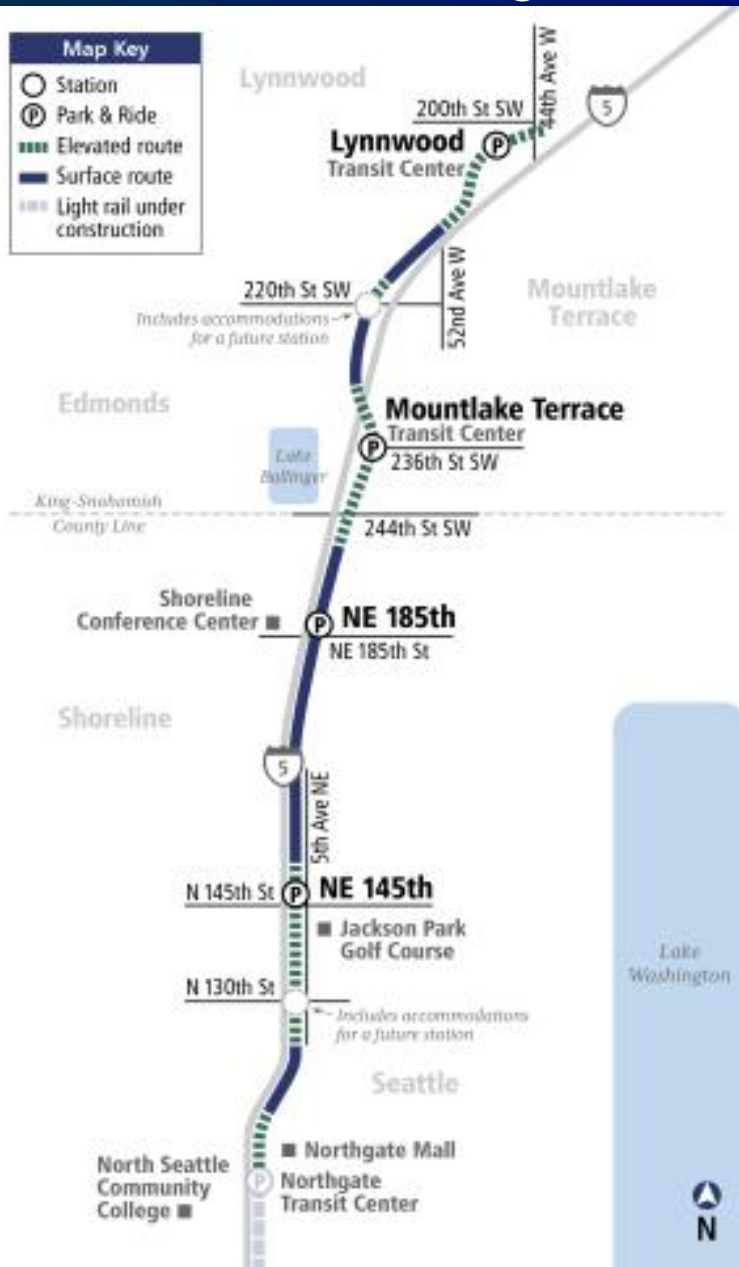 Map Key
Station
P Park & Ride
Elevated route
Surface route
Light rail under
construction
Lynnwood
44th Ave W
5
200th St SW
Lynnwood
Transit Center
P
52nd Ave W
220th St SW
Includes accommodations
for a future station
Mountlake
Terrace
Edmonds
Mountlake Terrace
Transit Center
P
236th St SW
Lake
Ballinger
King-Snohomish
County Line
244th St SW
Shoreline
Conference Center
P
NE 185th
NE 185th St
Shoreline
5
5th Ave NE
N 145th St
P
NE 145th
Jackson Park
Golf Course
Lake
Washington
N 130th St
Includes accommodations
for a future station
Seattle
Northgate Mall
North Seattle
Community
College
P
Northgate
Transit Center
N